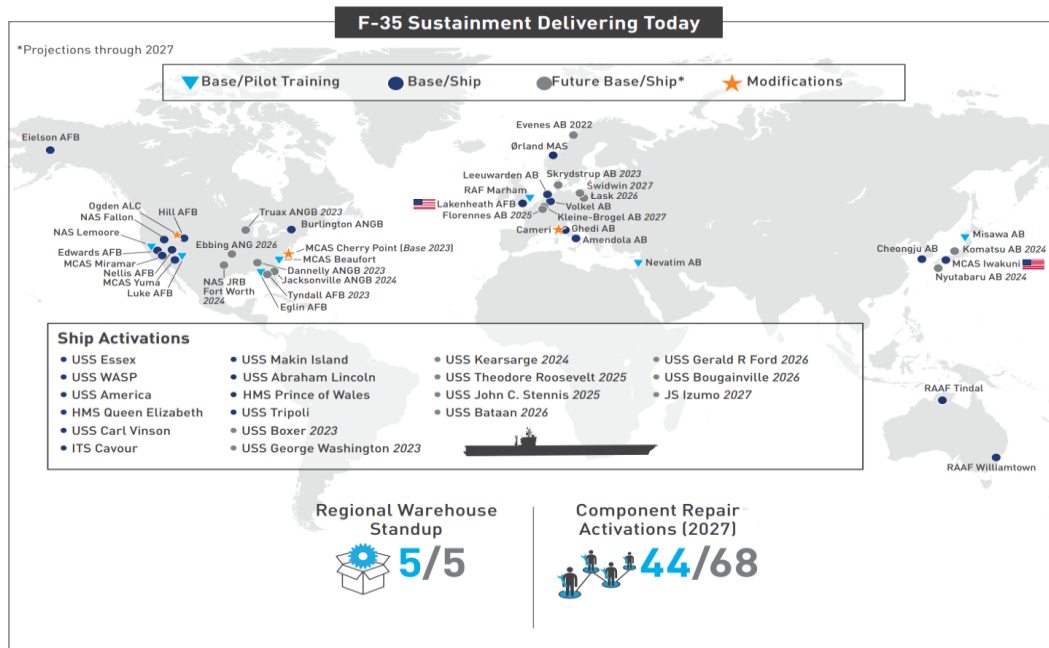 F-35 Sustainment Delivering Today
*Projections through 2027
Base/Pilot Training
Base/Ship
Future Base/Ship*
Modifications
Eielson AFB
Ogden ALC
Hill AFB
NAS Fallon
NAS Lemoore
Edwards AFB
MCAS Miramar
Nellis AFB
MCAS Yuma
Luke AFB
Truax ANGB 2023
Burlington ANGB
Ebbing ANG 2026
MCAS Cherry Point (Base 2023)
MCAS Beaufort
Dannelly ANGB 2023
Jacksonville ANGB 2024
NAS JRB
Fort Worth
2024
Tyndall AFB 2023
Eglin AFB
Evenes AB 2022
Ørland MAS
Leeuwarden AB
Skrydstrup AB 2023
RAF Marham
Świdwin 2027
Łask 2026
Lakenheath AFB
Volkel AB
Florennes AB 2025
Kleine-Brogel AB 2027
Cameri
Ghedi AB
Amendola AB
Nevatim AB
Misawa AB
Cheongju AB
Komatsu AB 2024
MCAS Iwakuni
Nyutabaru AB 2024
RAAF Tindal
RAAF Williamtown
Ship Activations
USS Essex
USS WASP
USS America
HMS Queen Elizabeth
USS Carl Vinson
ITS Cavour
USS Makin Island
USS Abraham Lincoln
HMS Prince of Wales
USS Tripoli
USS Boxer 2023
USS George Washington 2023
USS Kearsarge 2024
USS Theodore Roosevelt 2025
USS John C. Stennis 2025
USS Bataan 2026
USS Gerald R Ford 2026
USS Bougainville 2026
JS Izumo 2027
Regional Warehouse
Standup
5/5
Component Repair
Activations (2027)
44/68